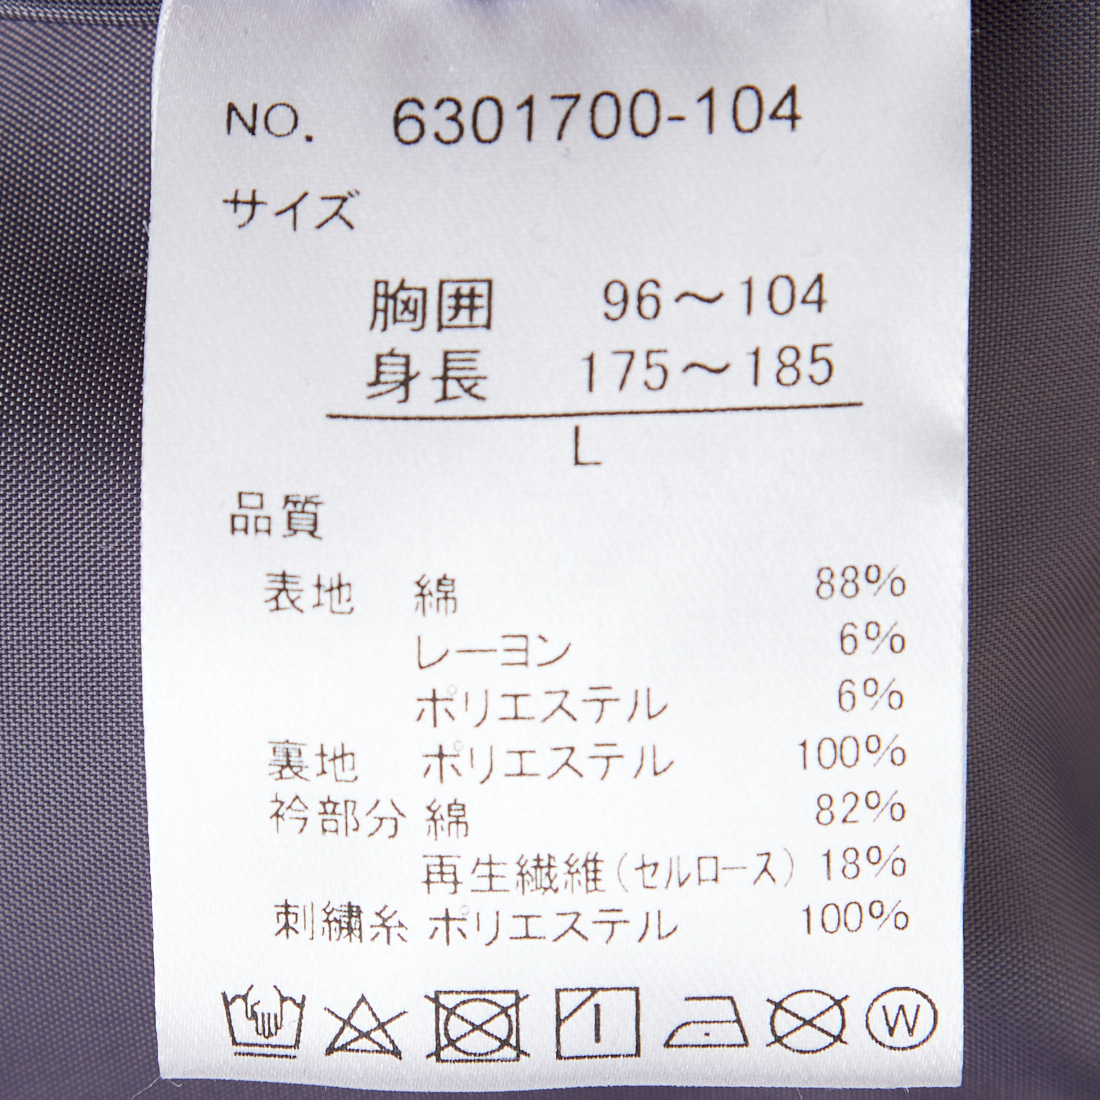 NO. 6301700-104
サイズ
胸囲 96～104
身長 175～185
L
品質
表地 綿 88%
レーヨン 6%
ポリエステル 6%
裏地 ポリエステル 100%
衿部分 綿 82%
再生繊維(セルロース) 18%
刺繍糸 ポリエステル 100%
W